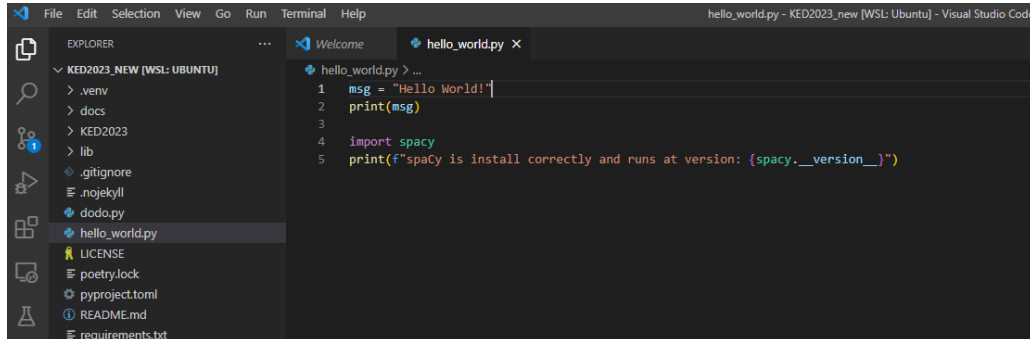 File Edit Selection View Go Run Terminal Help
hello_world.py - KED2023_new [WSL: Ubuntu] - Visual Studio Code
EXPLORER
Welcome
hello_world.py
KED2023_NEW [WSL: UBUNTU]
.venv
docs
KED2023
lib
.gitignore
.nojekyll
dodo.py
hello_world.py
LICENSE
poetry.lock
pyproject.toml
README.md
requirements.txt
1
hello_world.py > ...
1 msg = "Hello World!"
2 print(msg)
3
4 import spacy
5 print(f"spaCy is install correctly and runs at version: {spacy.__version__}")